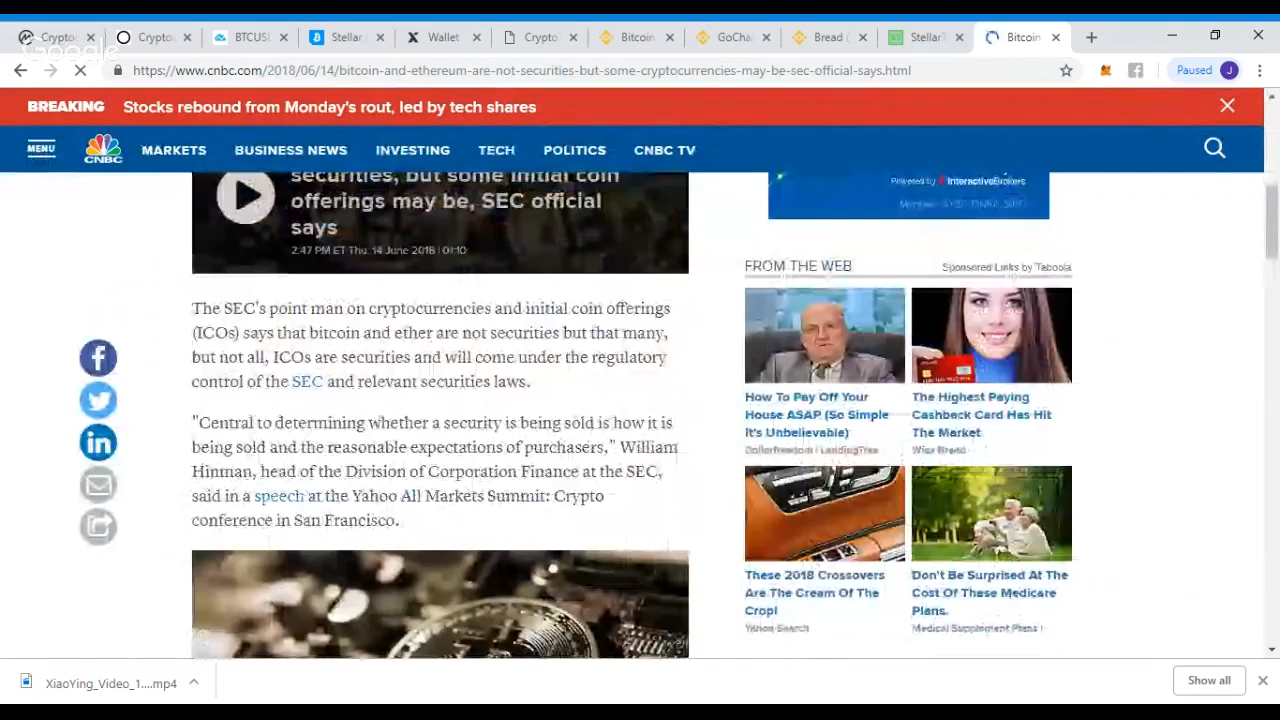 Crypto
Crypto
BTCUS
Stellar
Wallet
Crypto
Bitcoin
GoChai
Bread (
StellarT
Bitcoin
Google
https://www.cnbc.com/2018/06/14/bitcoin-and-ethereum-are-not-securities-but-some-cryptocurrencies-may-be-sec-official-says.html
Paused
J
BREAKING Stocks rebound from Monday's rout, led by tech shares
MENU
CNBC
MARKETS
BUSINESS NEWS
INVESTING
TECH
POLITICS
CNBC TV
securities, but some initial coin
offerings may be, SEC official
says
2:47 PM ET Thu, 14 June 2018 | 01:10
Powered by InteractiveBrokers
The SEC's point man on cryptocurrencies and initial coin offerings
(ICOs) says that bitcoin and ether are not securities but that many,
but not all, ICOs are securities and will come under the regulatory
control of the SEC and relevant securities laws.
"Central to determining whether a security is being sold is how it is
being sold and the reasonable expectations of purchasers," William
Hinman, head of the Division of Corporation Finance at the SEC,
said in a speech at the Yahoo All Markets Summit: Crypto
conference in San Francisco.
FROM THE WEB
Sponsored Links by Taboola
How To Pay Off Your
House ASAP (So Simple
It's Unbelievable)
DollarFreedom | LendingTree
The Highest Paying
Cashback Card Has Hit
The Market
Wise Bread
These 2018 Crossovers
Are The Cream Of The
Crop!
Yahoo Search
Don't Be Surprised At The
Cost Of These Medicare
Plans.
Medical Supplement Plans |
XiaoYing_Video_1....mp4
Show all